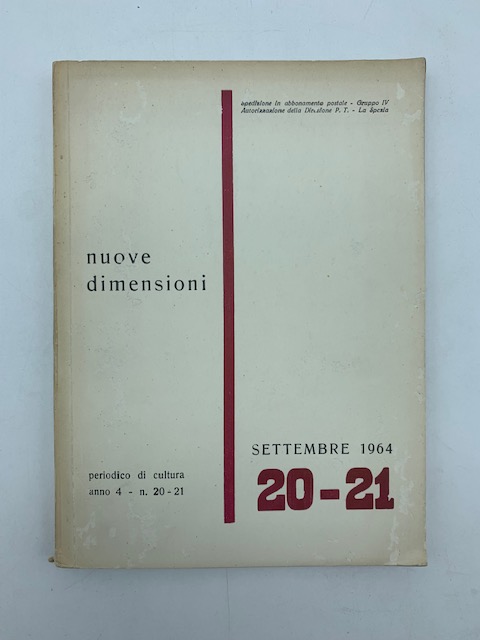 Spedizione in abbonamento postale - Gruppo IV
Autorizzazione della Direzione P. T. - La Spezia
nuove
dimensioni
SETTEMBRE 1964
20-21
periodico di cultura
anno 4 - n. 20-21